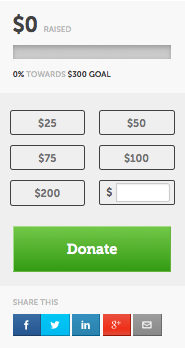 $0 RAISED
0% TOWARDS $300 GOAL
$25 $50
$75 $100
$200 $
Donate
SHARE THIS
f in g+